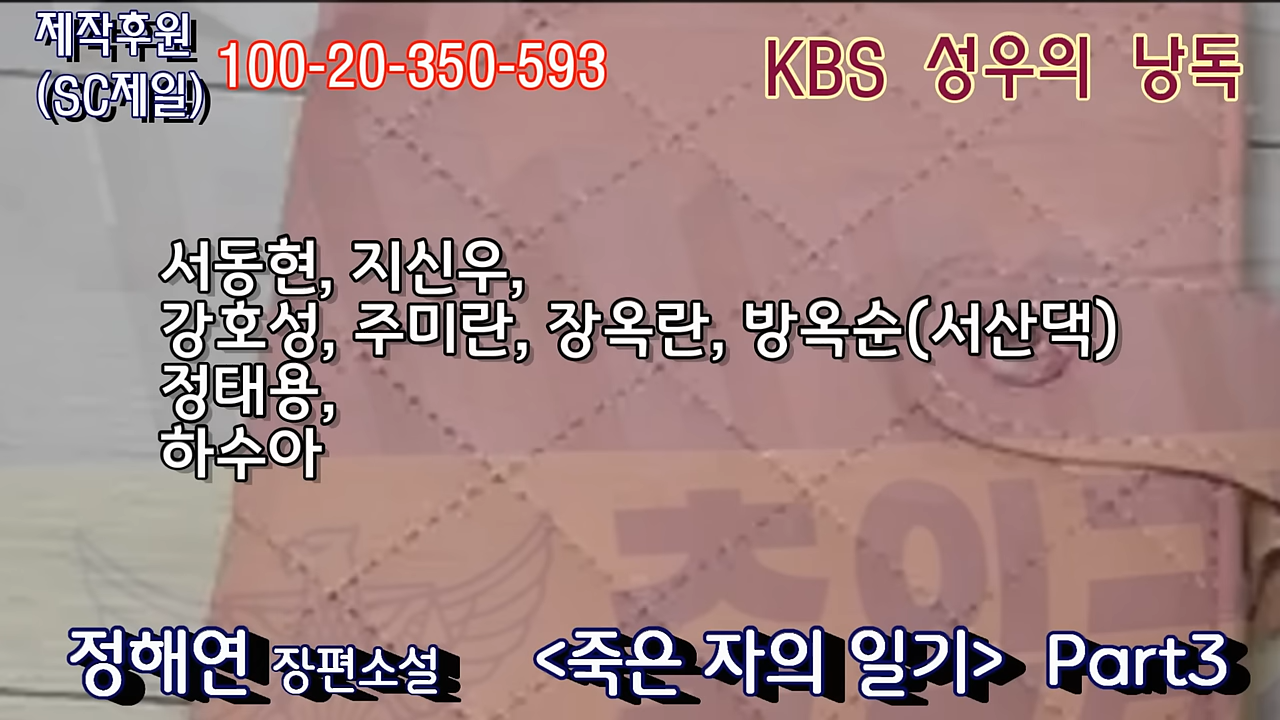 제작후원
(SC제일)
100-20-350-593
KBS 성우의 낭독
서동현, 지신우,
강호성, 주미란, 장옥란, 방옥순(서산댁)
정태용,
하수아
정해연 장편소설 <죽은 자의 일기> Part3